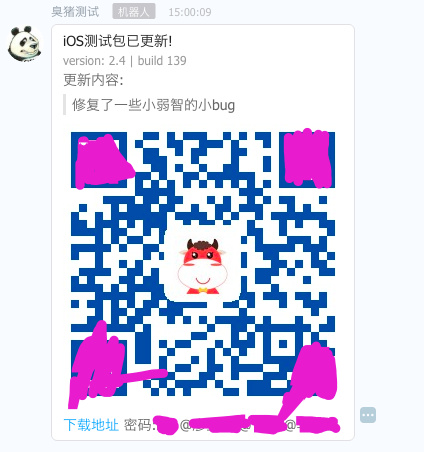 臭猪测试 机器人 15:00:09
iOS测试包已更新!
version: 2.4 | build 139
更新内容:
修复了一些小弱智的小bug
下载地址 密码: @ @ @